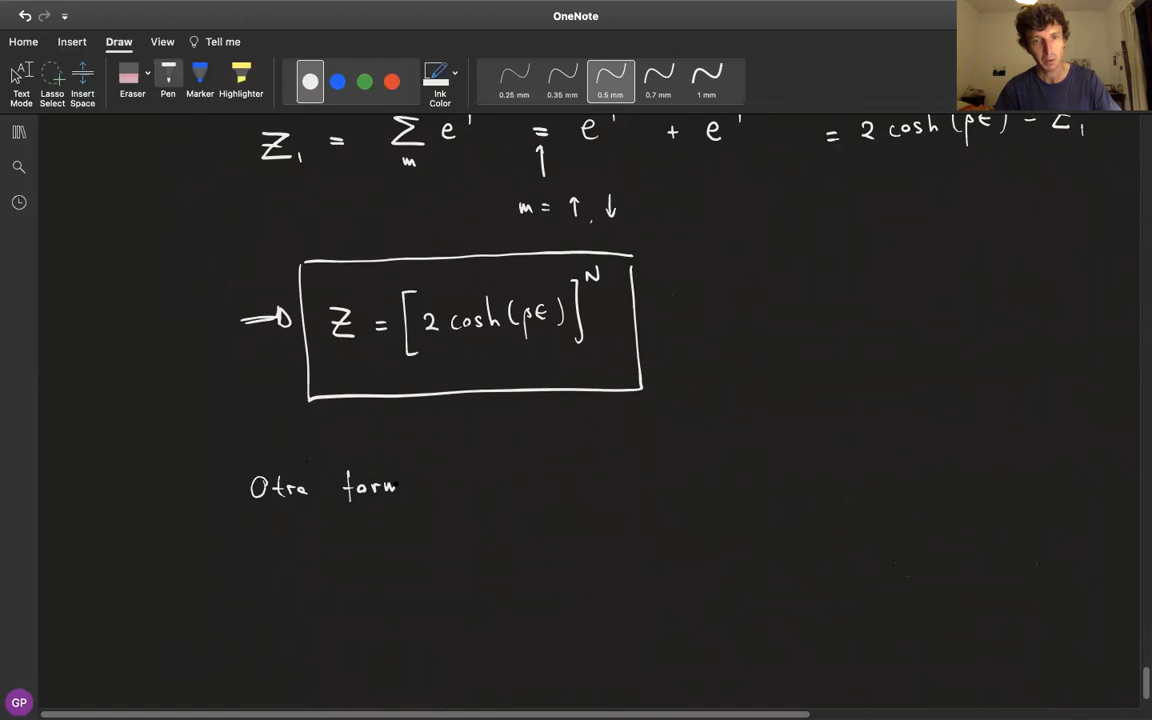 OneNote
Home Insert Draw View Tell me
Text Mode Lasso Select Insert Space Eraser Pen Marker Highlighter Ink Color 0.25 mm 0.35 mm 0.5 mm 0.7 mm 1 mm
Z₁ = Σ e = e + e = 2 cosh(βϵ) = Z₁
m
m = ↑, ↓
⇒ Z = [2 cosh(βϵ)]^N
Otra form
GP